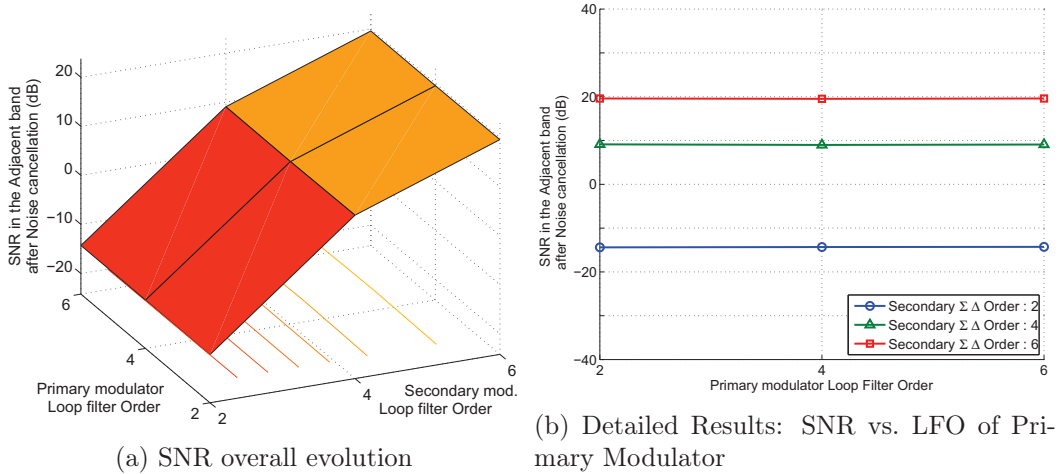 SNR in the Adjacent band
after Noise cancellation (dB)
20
10
0
−10
−20
6
4
2
2
4
6
Primary modulator
Loop filter Order
Secondary mod.
Loop filter Order
(a) SNR overall evolution
SNR in the Adjacent band
after Noise cancellation (dB)
40
20
0
−20
−40
2
4
6
Primary modulator Loop Filter Order
Secondary Σ Δ Order : 2
Secondary Σ Δ Order : 4
Secondary Σ Δ Order : 6
(b) Detailed Results: SNR vs. LFO of Pri-
mary Modulator